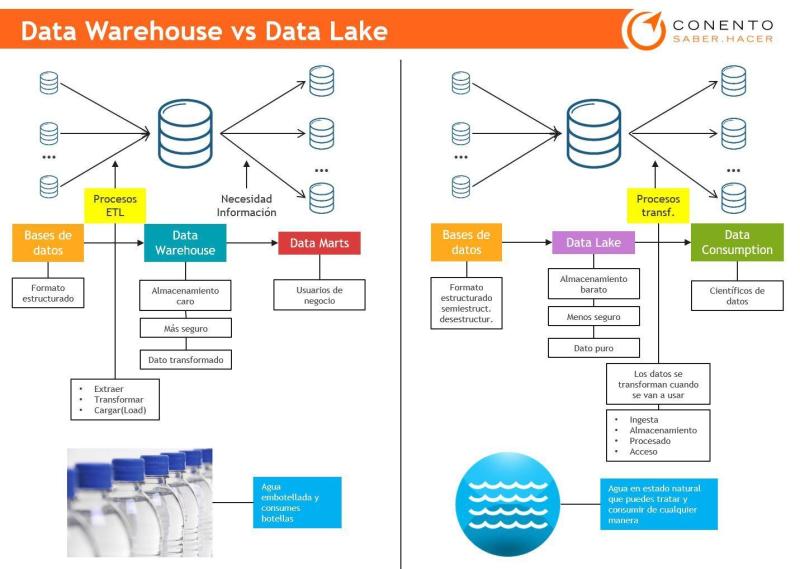 Data Warehouse vs Data Lake
CONENTO
SABER.HACER
...
...
Procesos
ETL
Necesidad
Información
Bases de
datos
Data
Warehouse
Data Marts
Formato
estructurado
Almacenamiento
caro
Más seguro
Dato transformado
Usuarios de
negocio
• Extraer
• Transformar
• Cargar(Load)
Agua
embotellada y
consumes
botellas
...
...
Procesos
transf.
Bases de
datos
Data Lake
Data
Consumption
Formato
estructurado
semiestruct.
desestructur.
Almacenamiento
barato
Menos seguro
Dato puro
Científicos de
datos
Los datos se
transforman cuando
se van a usar
• Ingesta
• Almacenamiento
• Procesado
• Acceso
Agua en estado natural
que puedes tratar y
consumir de cualquier
manera